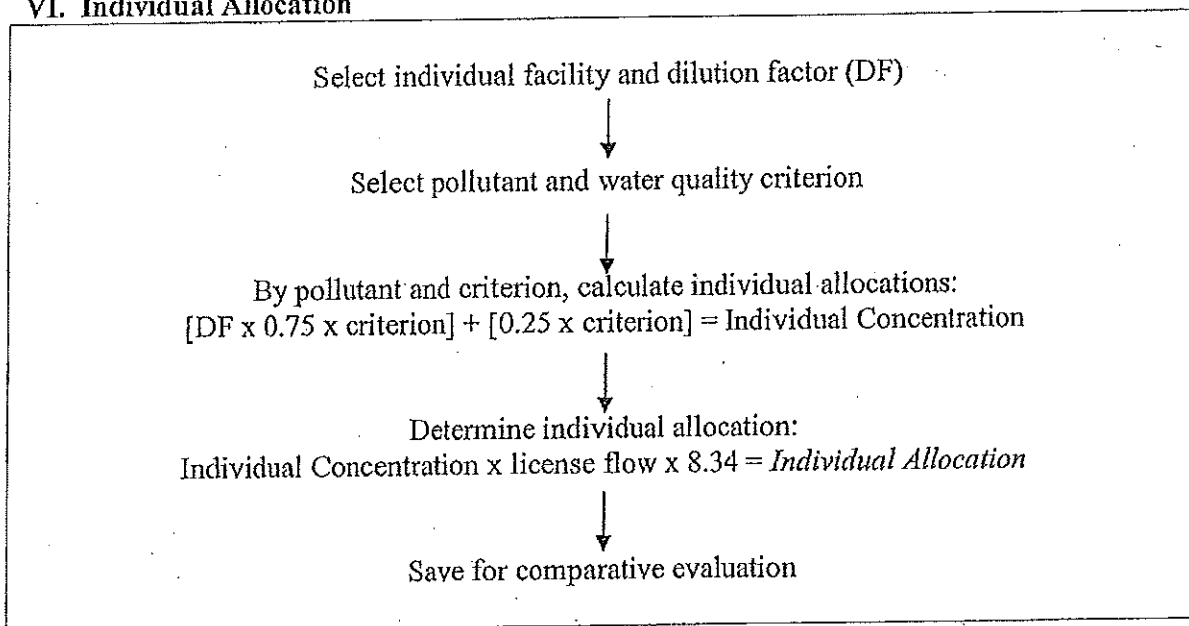 VI. Individual Allocation
Select individual facility and dilution factor (DF)
Select pollutant and water quality criterion
By pollutant and criterion, calculate individual allocations:
[DF x 0.75 x criterion] + [0.25 x criterion] = Individual Concentration
Determine individual allocation:
Individual Concentration x license flow x 8.34 = Individual Allocation
Save for comparative evaluation